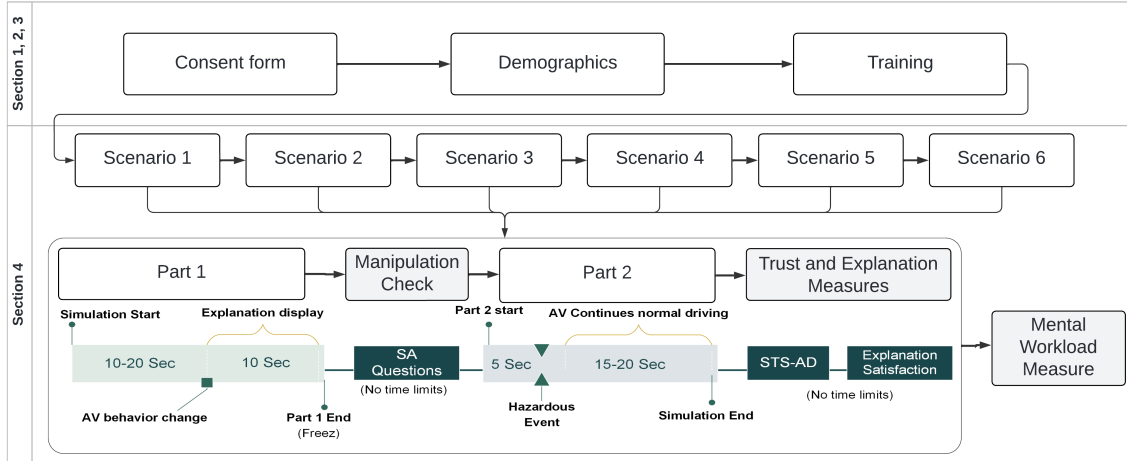 Section 1, 2, 3
Consent form
Demographics
Training
Section 4
Scenario 1
Scenario 2
Scenario 3
Scenario 4
Scenario 5
Scenario 6
Part 1
Manipulation
Check
Part 2
Trust and Explanation
Measures
Simulation Start
Explanation display
Part 2 start
AV Continues normal driving
10-20 Sec
10 Sec
SA
Questions
(No time limits)
5 Sec
15-20 Sec
STS-AD
Explanation
Satisfaction
(No time limits)
AV behavior change
Part 1 End
(Freez)
Hazardous
Event
Simulation End
Mental
Workload
Measure